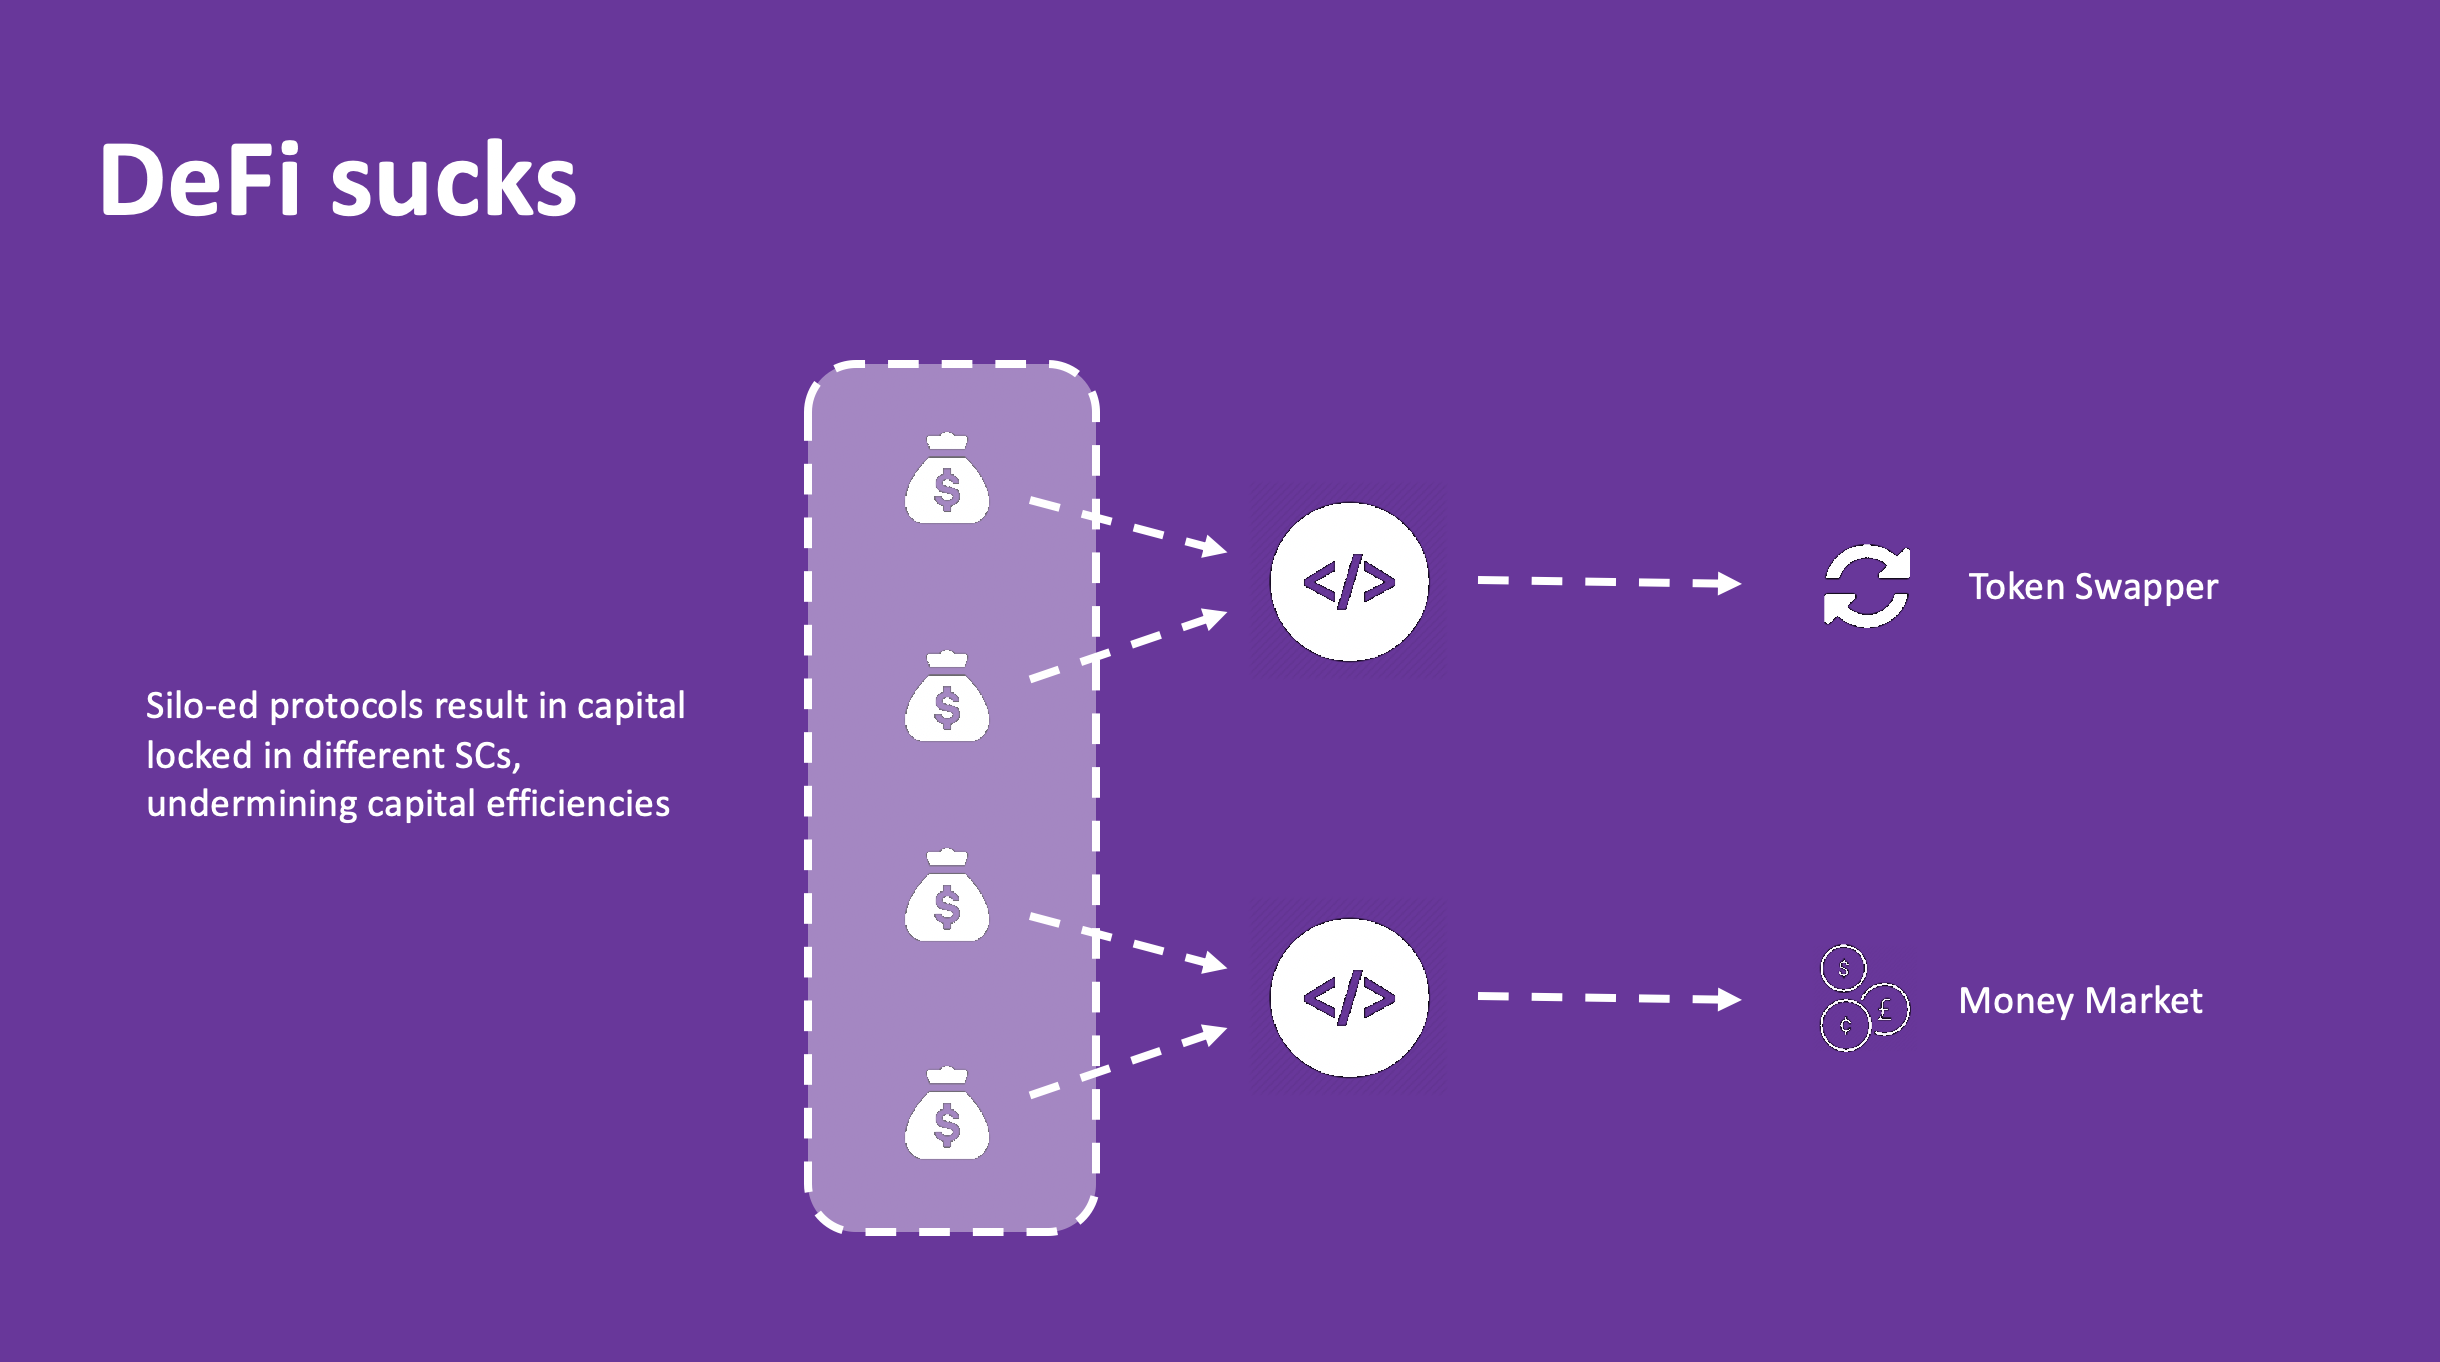 DeFi sucks
Silo-ed protocols result in capital
locked in different SCs,
undermining capital efficiencies
$
$
$
$
</>
</>
Token Swapper
$
£
¢
Money Market